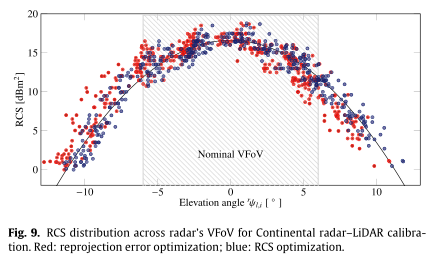 20
15
10
5
0
RCS [dBm²]
Nominal VFoV
−10
−5
0
5
10
Elevation angle ˡψₗ,ᵢ [ ° ]
Fig. 9. RCS distribution across radar's VFoV for Continental radar–LiDAR calibra-
tion. Red: reprojection error optimization; blue: RCS optimization.